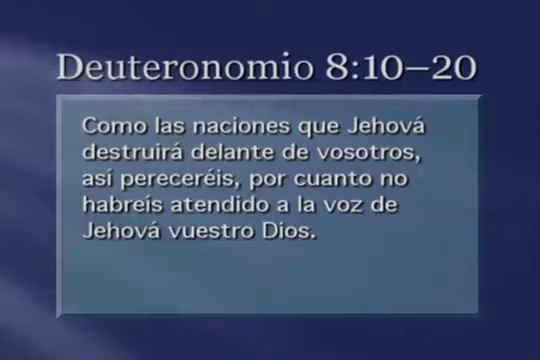 Deuteronomio 8:10–20
Como las naciones que Jehová
destruirá delante de vosotros,
así pereceréis, por cuanto no
habreís atendido a la voz de
Jehová vuestro Dios.